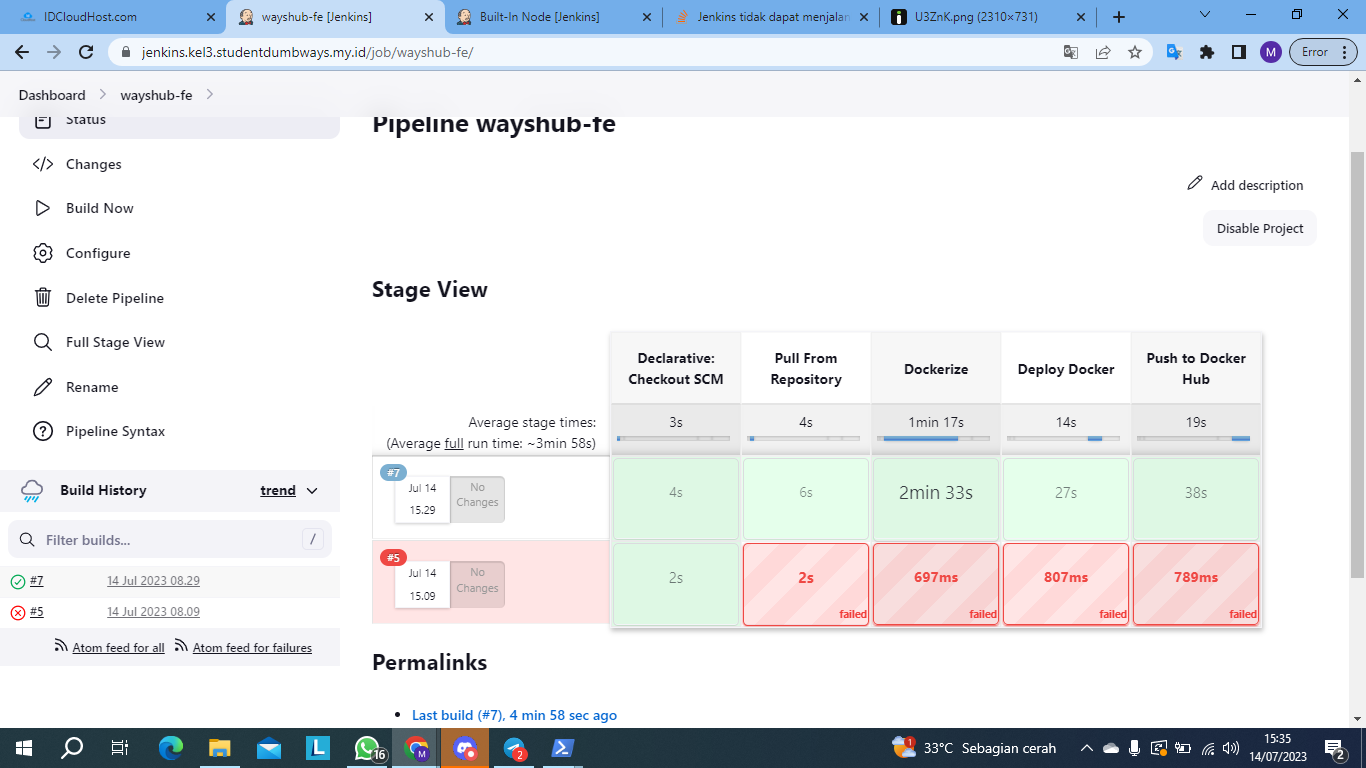 IDCloudHost.com
wayshub-fe [Jenkins]
Built-In Node [Jenkins]
Jenkins tidak dapat menjalan
U3ZnK.png (2310×731)
jenkins.kel3.studentdumbways.my.id/job/wayshub-fe/
M
Error
Dashboard
wayshub-fe
Status
Changes
Build Now
Configure
Delete Pipeline
Full Stage View
Rename
Pipeline Syntax
Build History
trend
Filter builds...
/
#7
14 Jul 2023 08.29
#5
14 Jul 2023 08.09
Atom feed for all
Atom feed for failures
Pipeline wayshub-fe
Add description
Disable Project
Stage View
Declarative:
Checkout SCM
Pull From
Repository
Dockerize
Deploy Docker
Push to Docker
Hub
Average stage times:
(Average full run time: ~3min 58s)
3s
4s
1min 17s
14s
19s
#7
Jul 14
15.29
No
Changes
4s
6s
2min 33s
27s
38s
#5
Jul 14
15.09
No
Changes
2s
2s
failed
697ms
failed
807ms
failed
789ms
failed
Permalinks
Last build (#7), 4 min 58 sec ago
L
16
M
2
1
33°C Sebagian cerah
15:35
14/07/2023
2